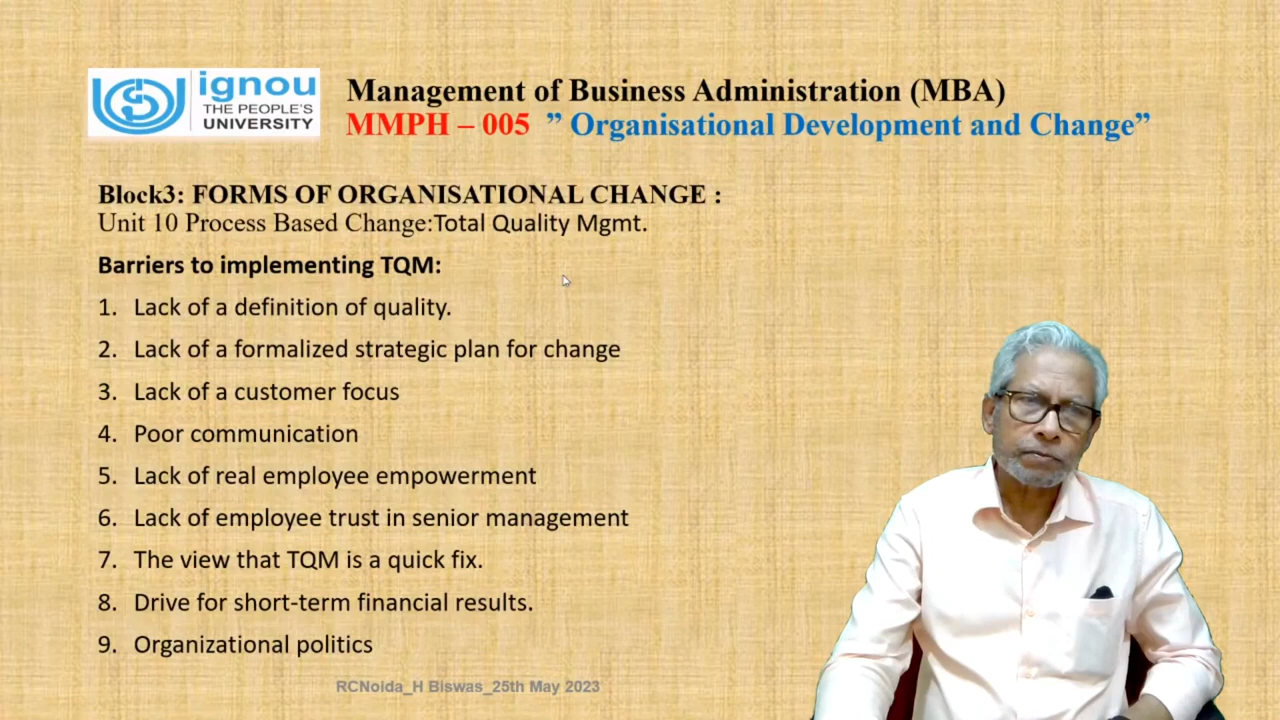 ignou
THE PEOPLE'S
UNIVERSITY
Management of Business Administration (MBA)
MMPH – 005 ” Organisational Development and Change”
Block3: FORMS OF ORGANISATIONAL CHANGE :
Unit 10 Process Based Change:Total Quality Mgmt.
Barriers to implementing TQM:
1. Lack of a definition of quality.
2. Lack of a formalized strategic plan for change
3. Lack of a customer focus
4. Poor communication
5. Lack of real employee empowerment
6. Lack of employee trust in senior management
7. The view that TQM is a quick fix.
8. Drive for short-term financial results.
9. Organizational politics
RCNoida_H Biswas_25th May 2023